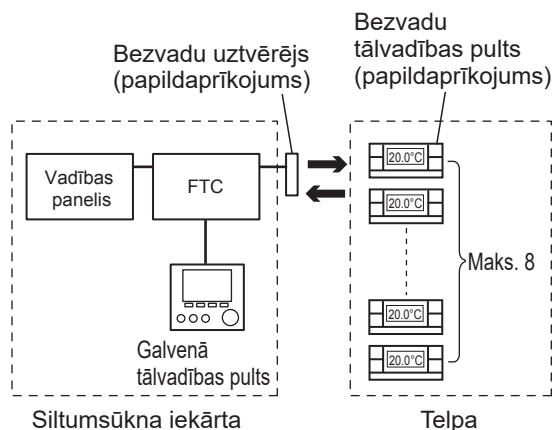 Bezvadu uztvērējs
(papildaprīkojums)
Bezvadu
tālvadības pults
(papildaprīkojums)
Vadības
panelis
FTC
Galvenā
tālvadības pults
20.0°C
20.0°C
20.0°C
20.0°C
Maks. 8
Siltumsūkņa iekārta
Telpa